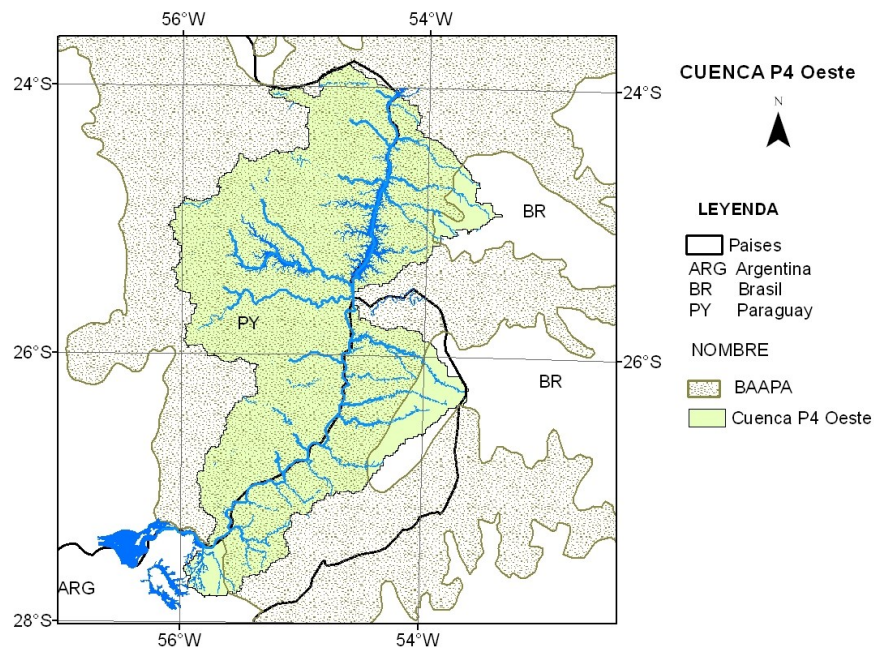 56°W
54°W
24°S
24°S
CUENCA P4 Oeste
N
BR
LEYENDA
Paises
ARG Argentina
BR Brasil
PY Paraguay
PY
26°S
26°S
NOMBRE
BR
BAAPA
Cuenca P4 Oeste
ARG
28°S
56°W
54°W